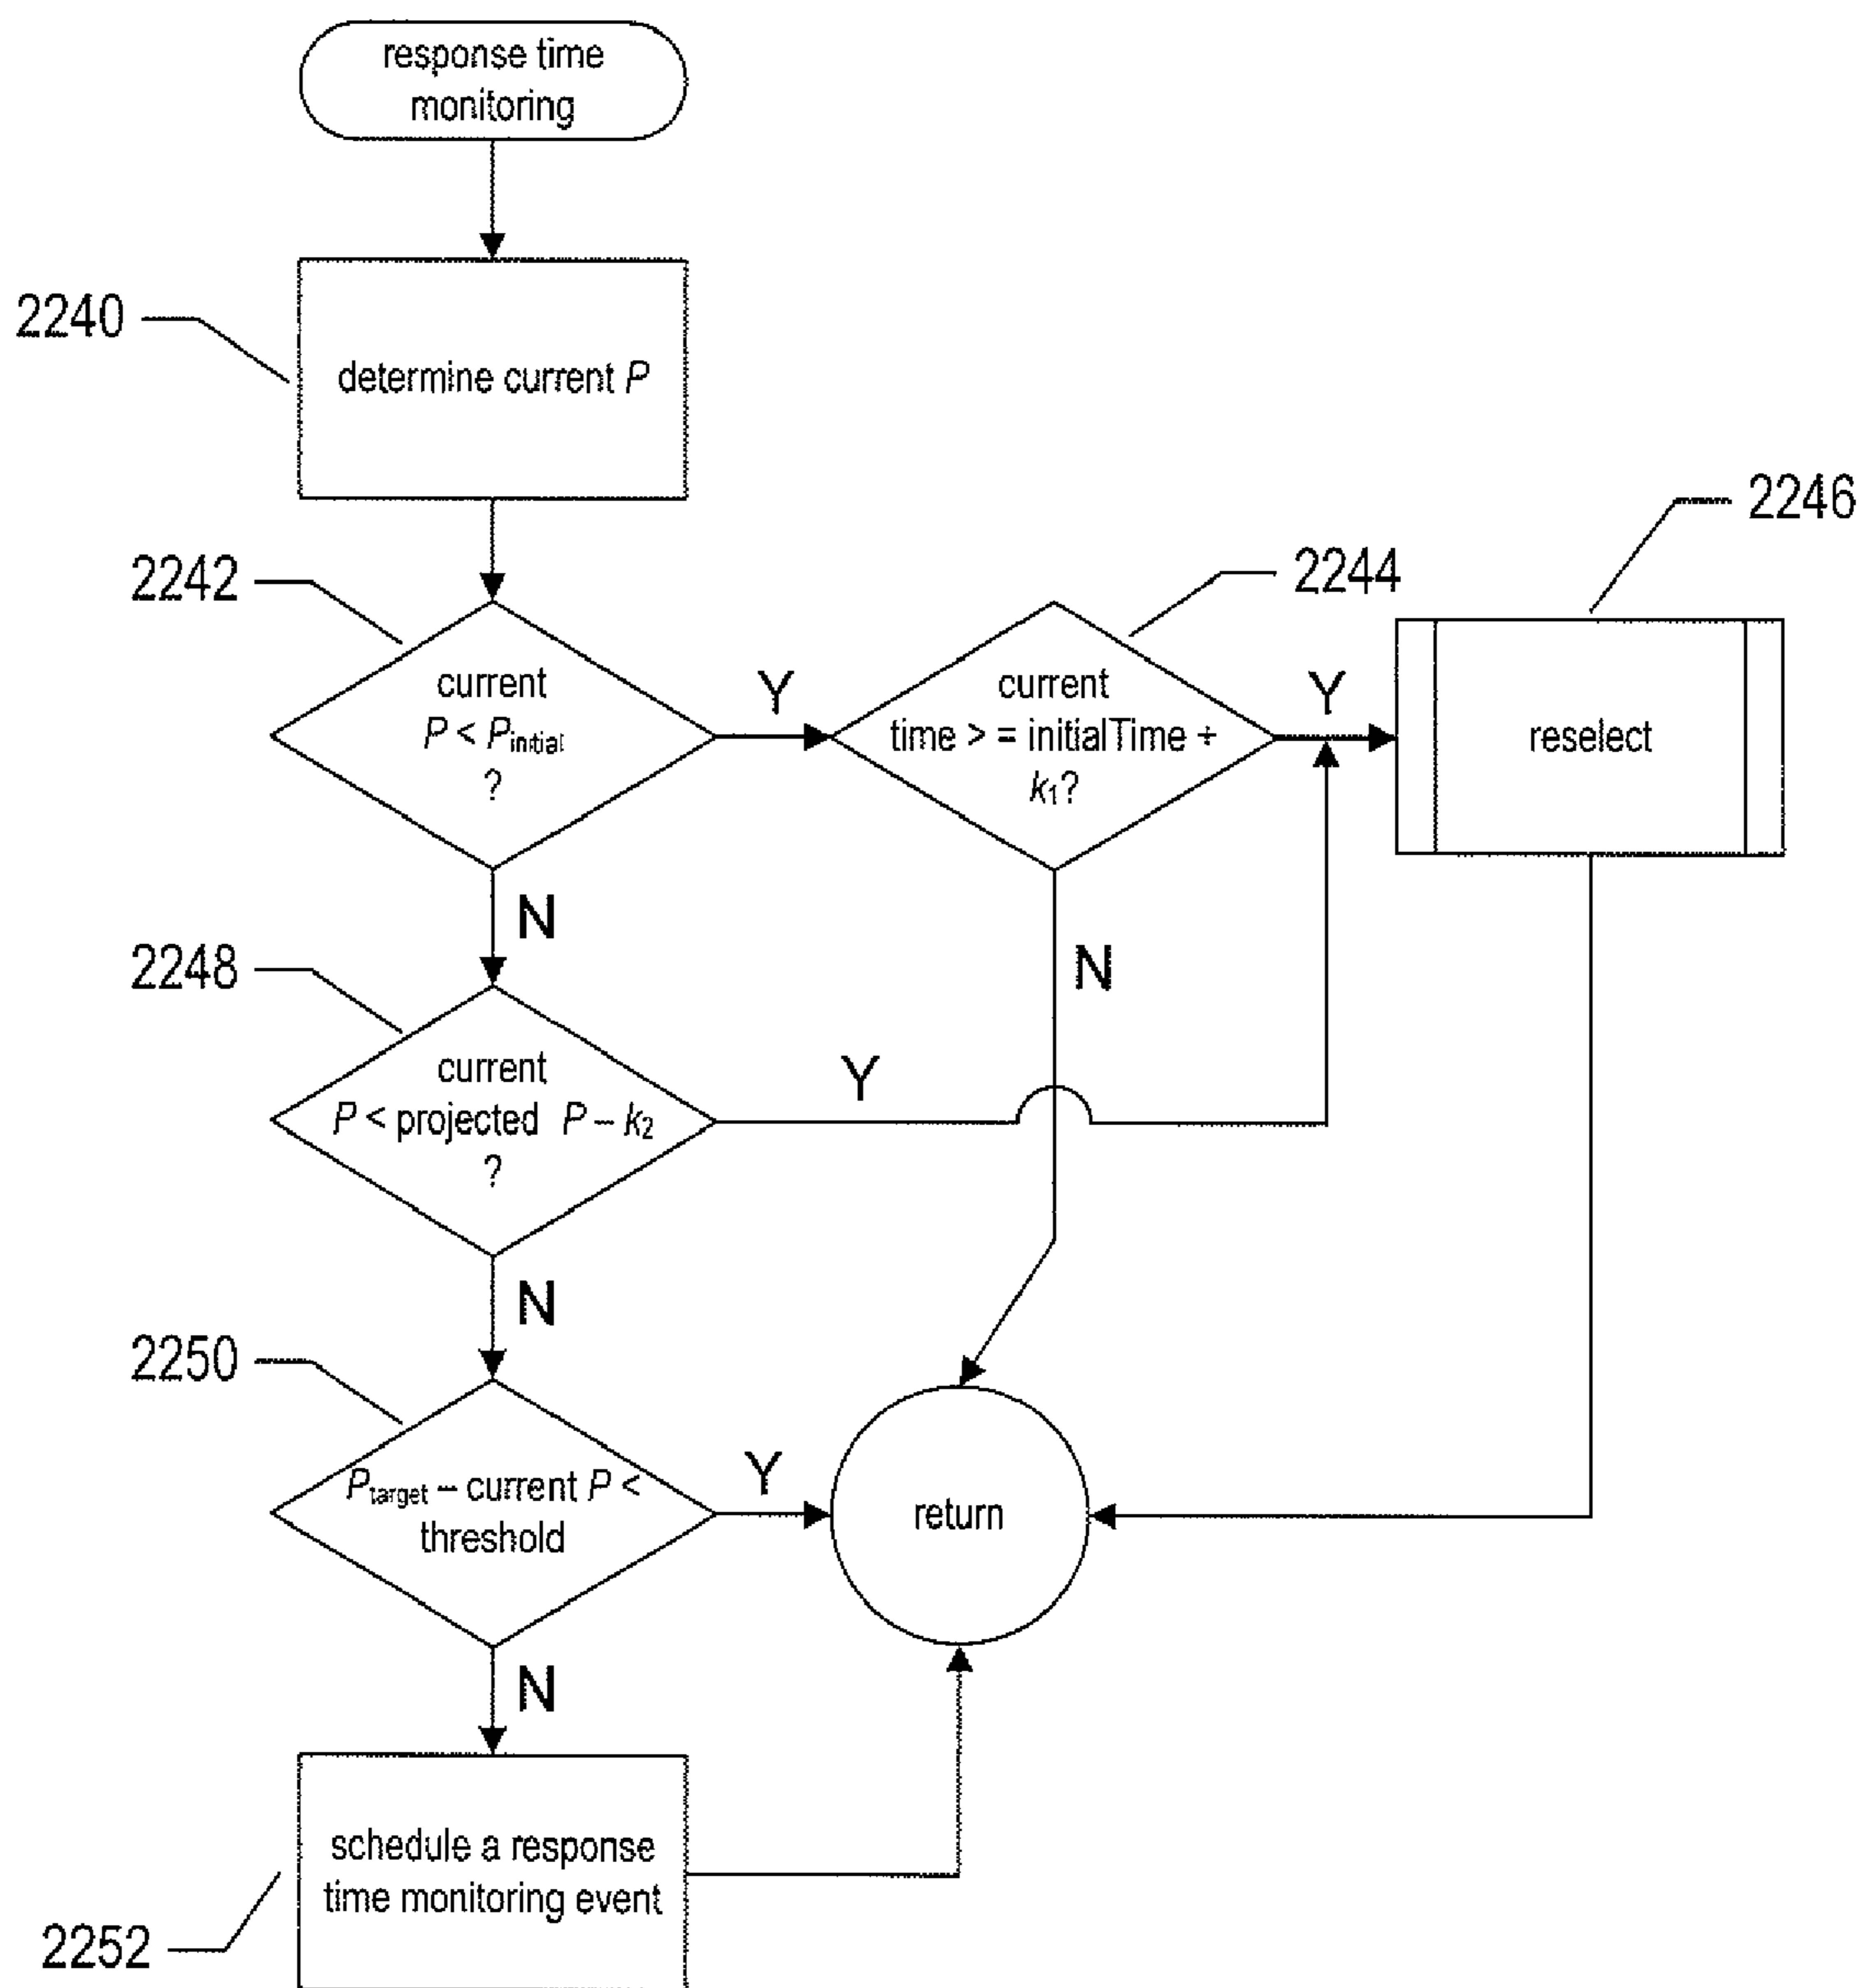 response time
monitoring
2240
determine current P
2246
2242
2244
current
P < Pinitial
?
Y
current
time > = initialTime +
k1?
Y
reselect
N
N
2248
current
P < projected P – k2
?
Y
N
2250
Ptarget – current P <
threshold
Y
return
N
schedule a response
time monitoring event
2252